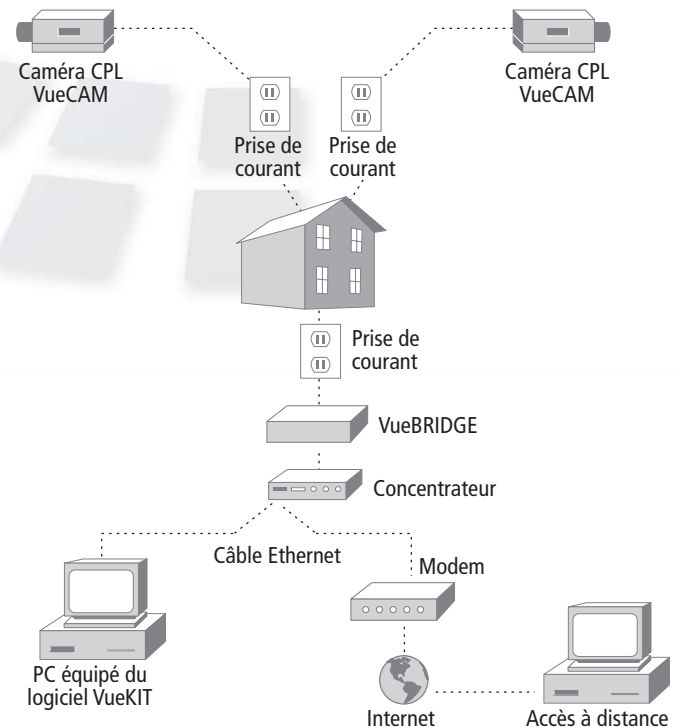 Caméra CPL
VueCAM
Caméra CPL
VueCAM
Prise de
courant
Prise de
courant
Prise de
courant
VueBRIDGE
Concentrateur
Câble Ethernet
Modem
PC équipé du
logiciel VueKIT
Internet
Accès à distance